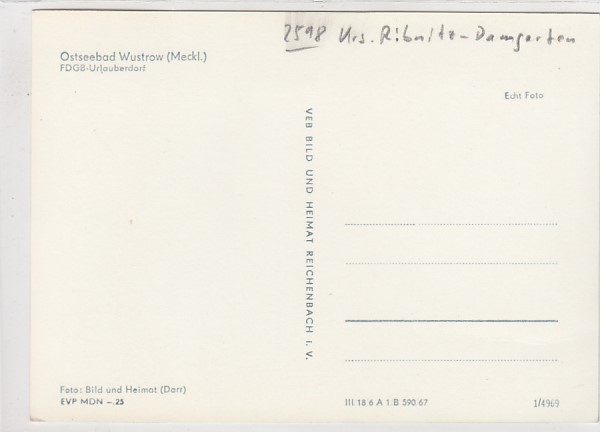 2598 Krs. Ribnitz-Damgarten
Ostseebad Wustrow (Meckl.)
FDGB-Urlauberdorf
Echt Foto
VEB BILD UND HEIMAT REICHENBACH I. V.
Foto: Bild und Heimat (Darr)
EVP MDN –.25
III 18 6 A 1/B 590 67
1/4969